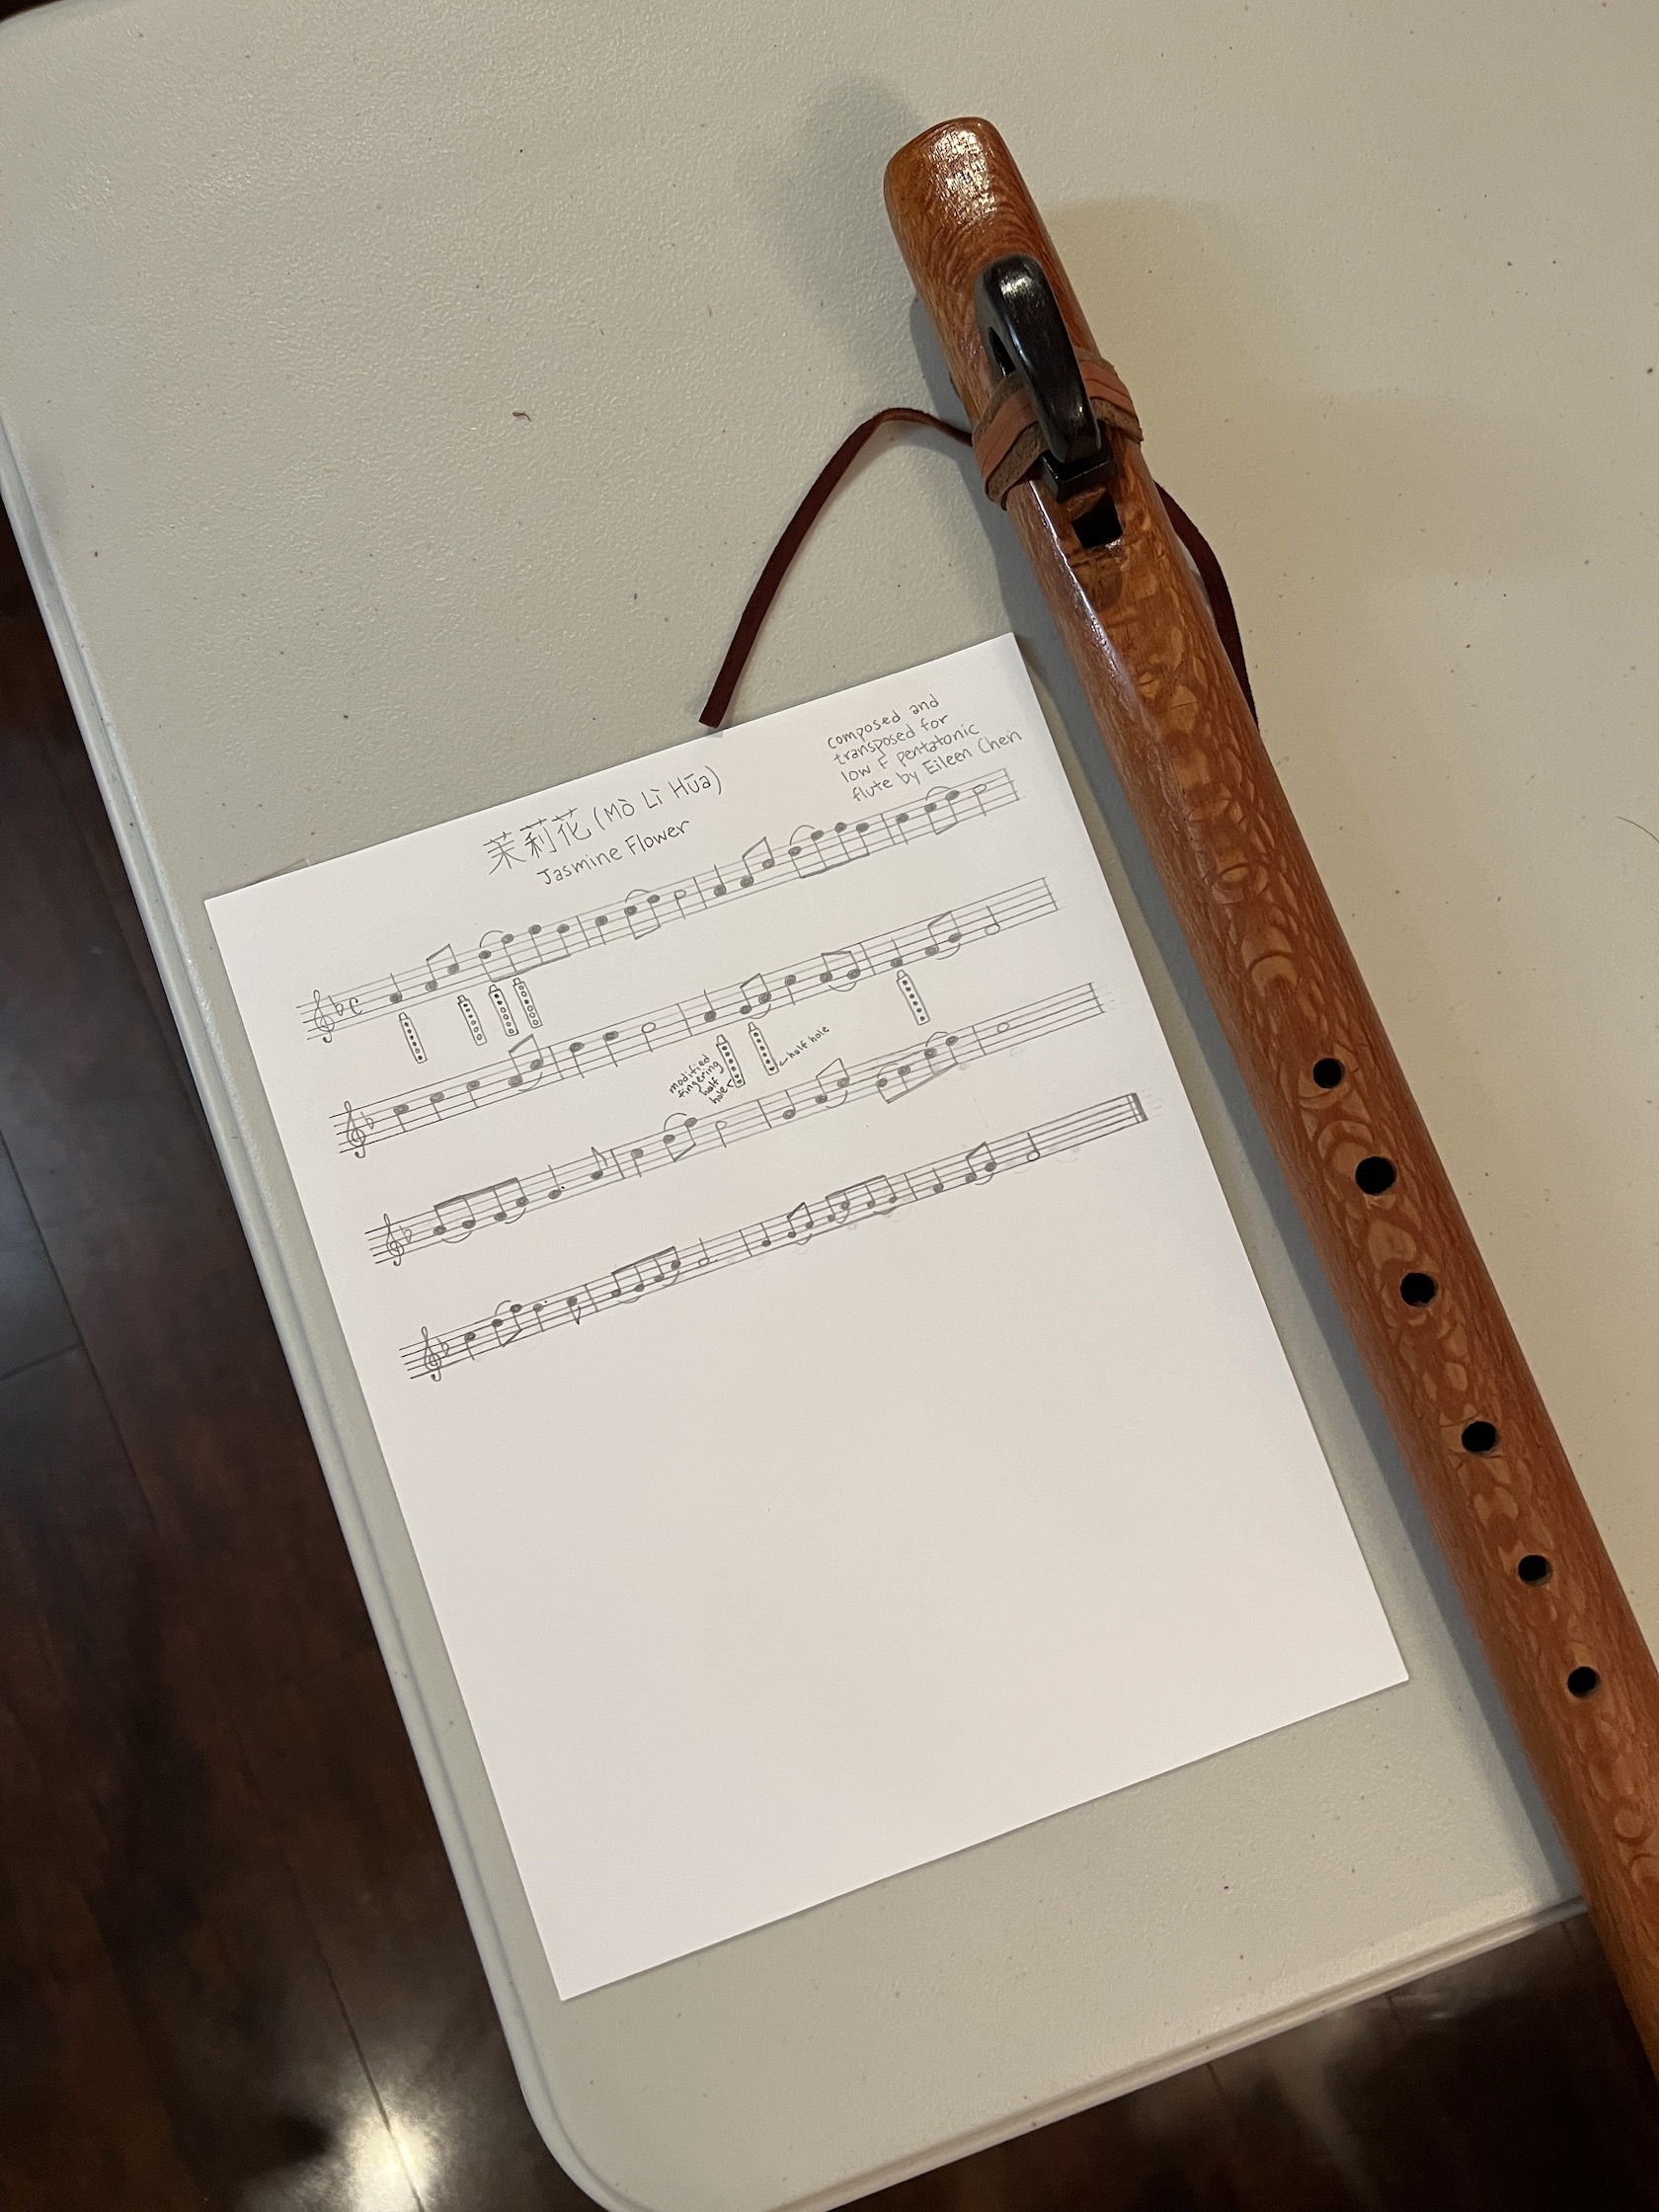 茉莉花 (Mò Lì Hūa)
Jasmine Flower
composed and
transposed for
low F pentatonic
flute by Eileen Chen
modified
fingering
half
hole
half hole